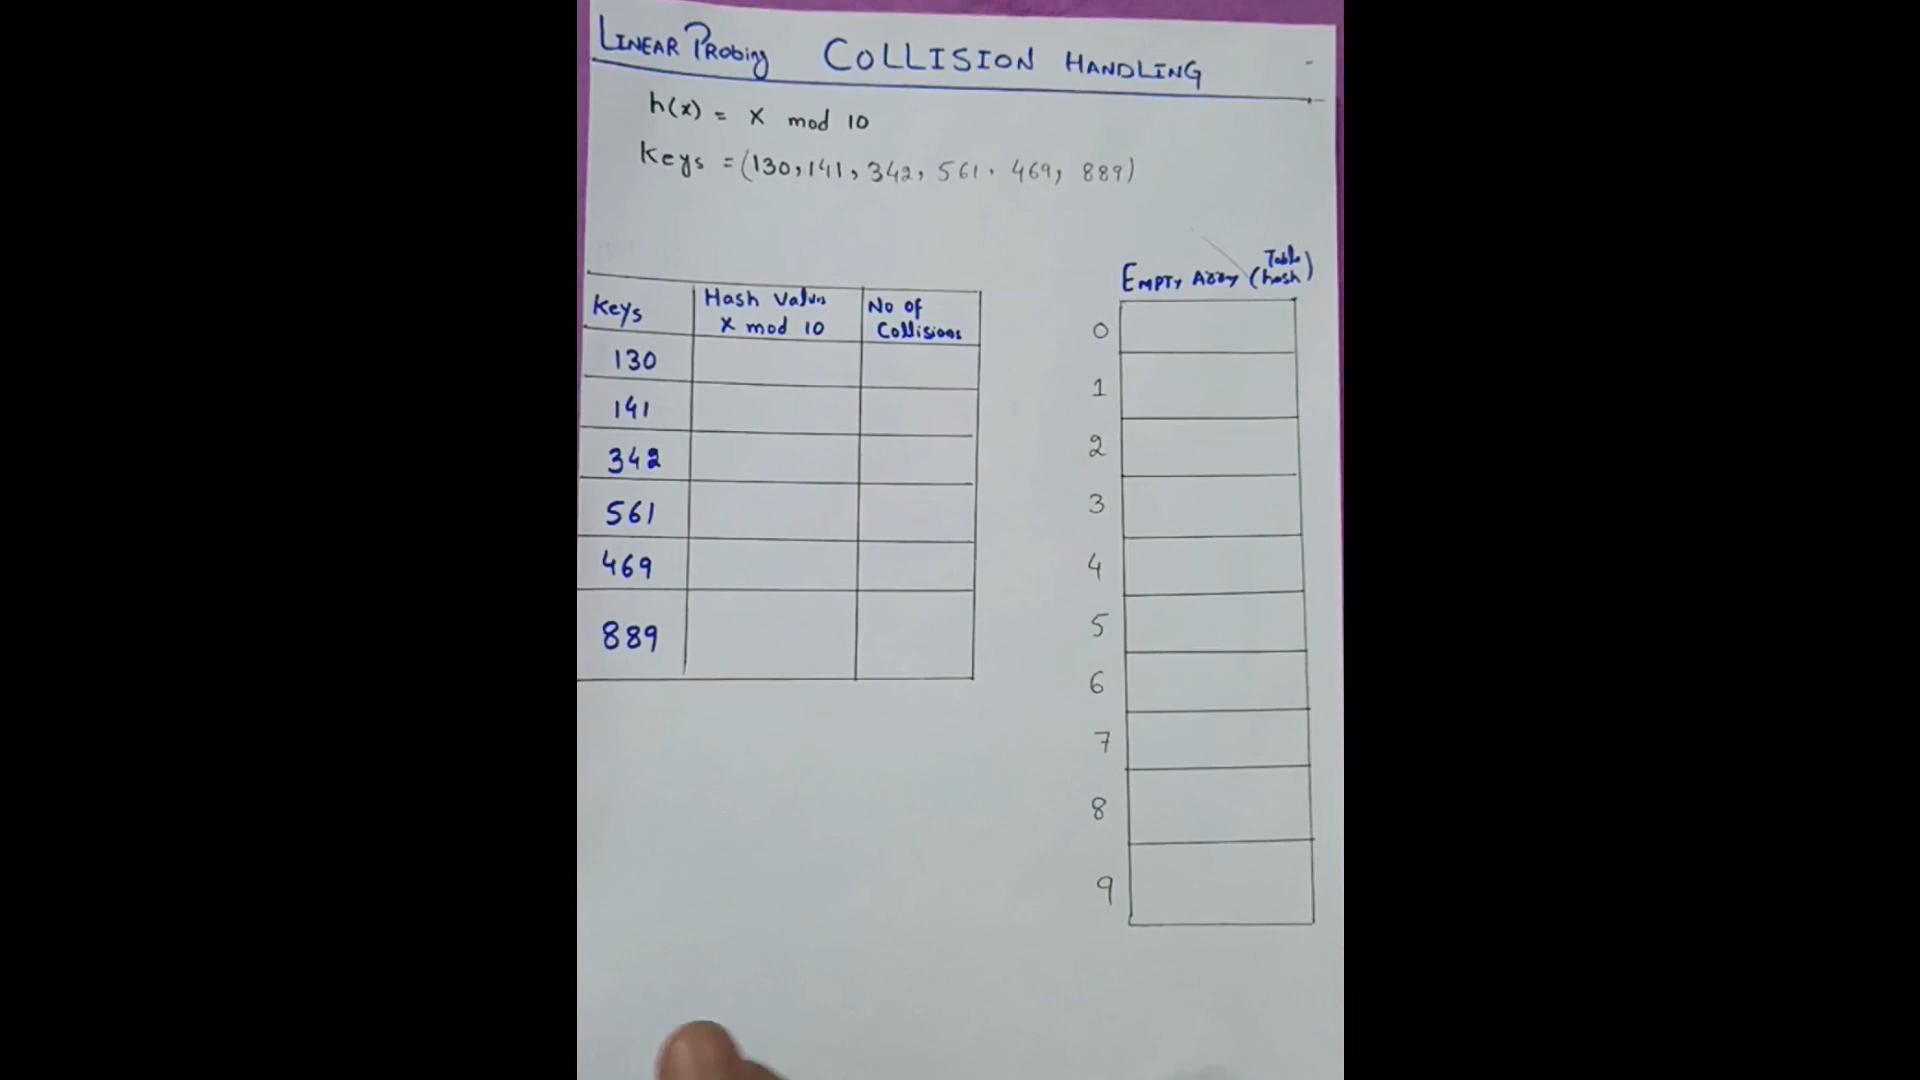 LINEAR PRObing COLLISION HANDLING
h(x) = X mod 10
Keys = (130, 141, 342, 561. 469, 889)
Keys
Hash Values
X mod 10
No of
Collisions
130
141
342
561
469
889
Table
EMPTy (hash)
0
1
2
3
4
5
6
7
8
9